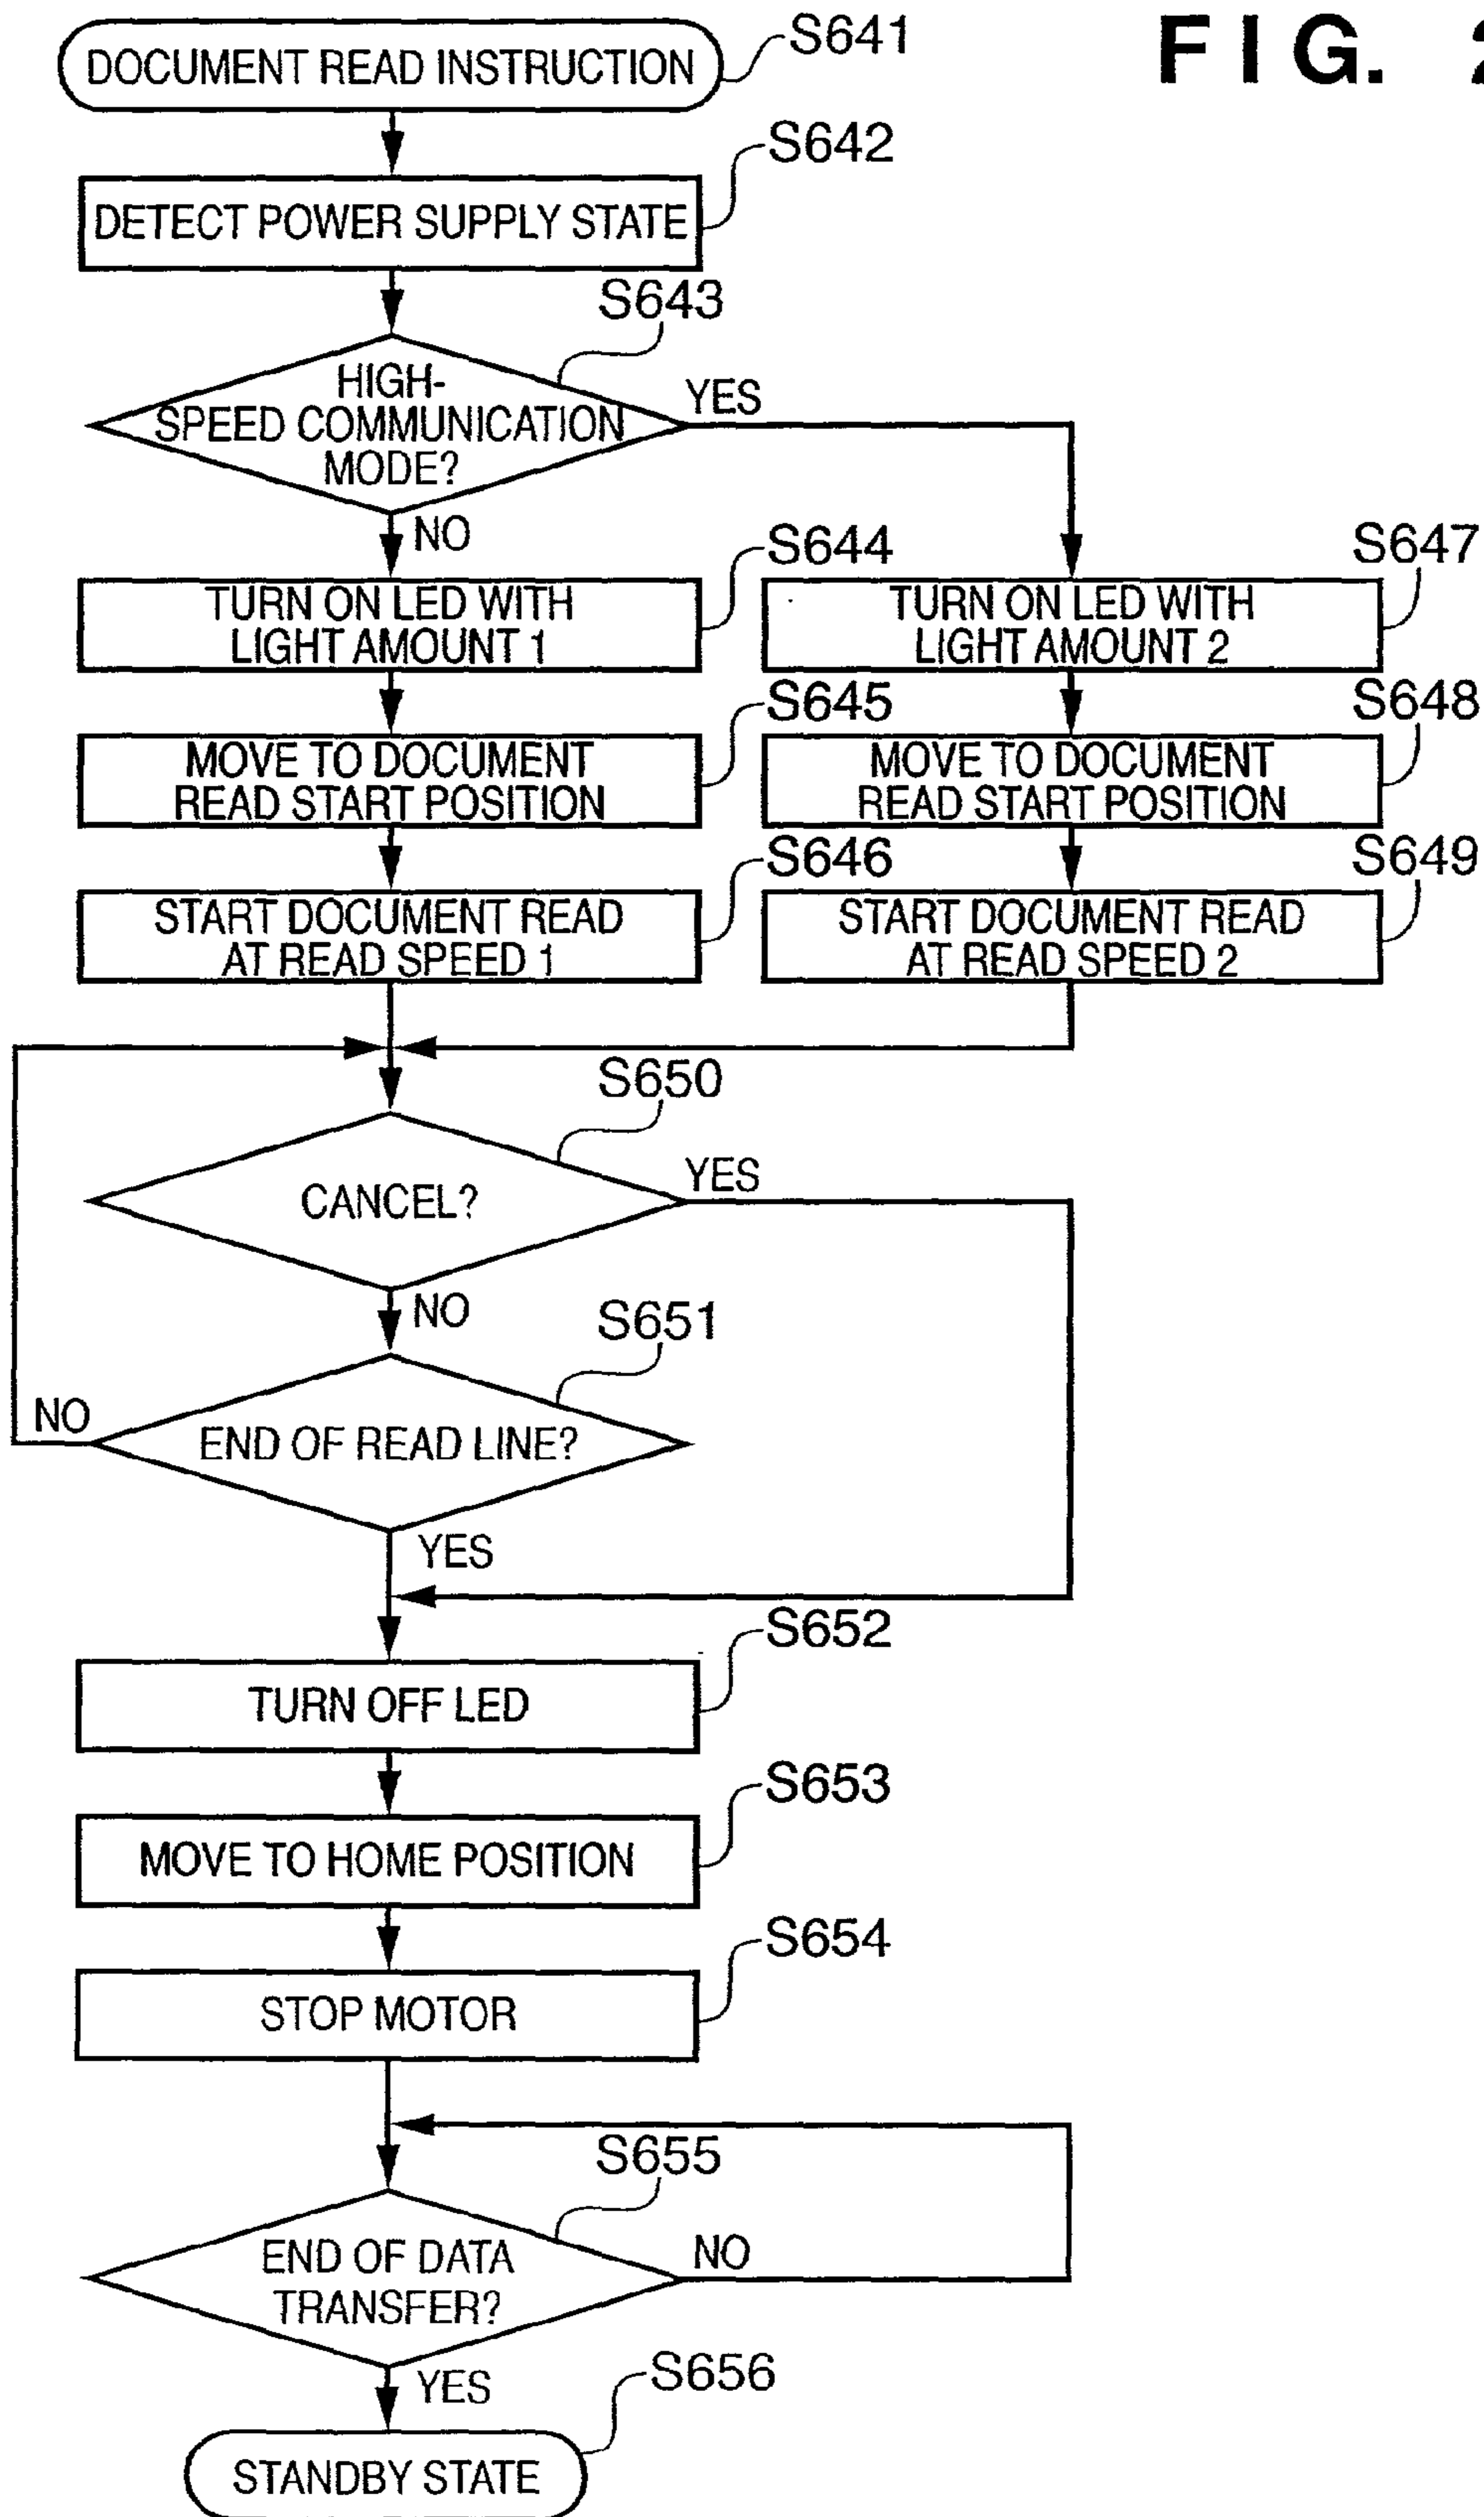 FIG. 2
DOCUMENT READ INSTRUCTION
S641
S642
DETECT POWER SUPPLY STATE
S643
HIGH-
SPEED COMMUNICATION
MODE?
YES
NO
S644
TURN ON LED WITH
LIGHT AMOUNT 1
S647
TURN ON LED WITH
LIGHT AMOUNT 2
S645
MOVE TO DOCUMENT
READ START POSITION
S648
MOVE TO DOCUMENT
READ START POSITION
S646
START DOCUMENT READ
AT READ SPEED 1
S649
START DOCUMENT READ
AT READ SPEED 2
S650
CANCEL?
YES
NO
S651
END OF READ LINE?
NO
YES
S652
TURN OFF LED
S653
MOVE TO HOME POSITION
S654
STOP MOTOR
S655
END OF DATA
TRANSFER?
NO
YES
S656
STANDBY STATE